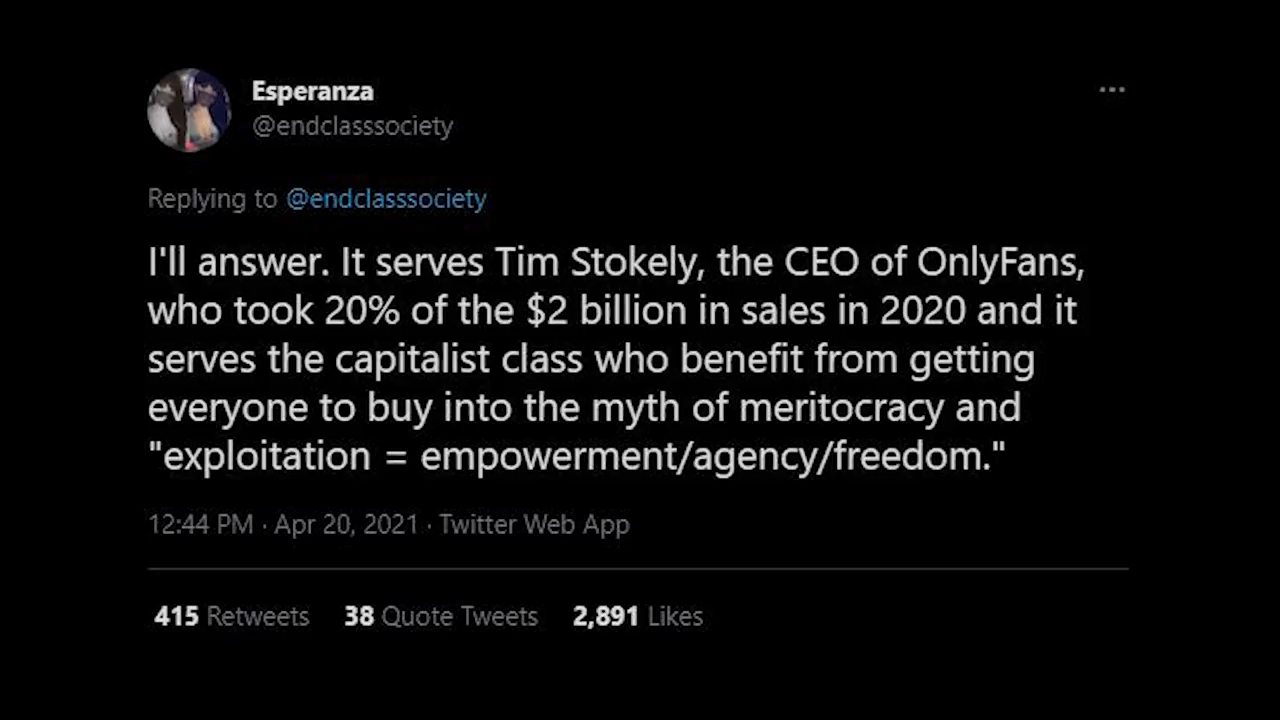 Esperanza
@endclasssociety
Replying to @endclasssociety
I'll answer. It serves Tim Stokely, the CEO of OnlyFans,
who took 20% of the $2 billion in sales in 2020 and it
serves the capitalist class who benefit from getting
everyone to buy into the myth of meritocracy and
"exploitation = empowerment/agency/freedom."
12:44 PM · Apr 20, 2021 · Twitter Web App
415 Retweets 38 Quote Tweets 2,891 Likes